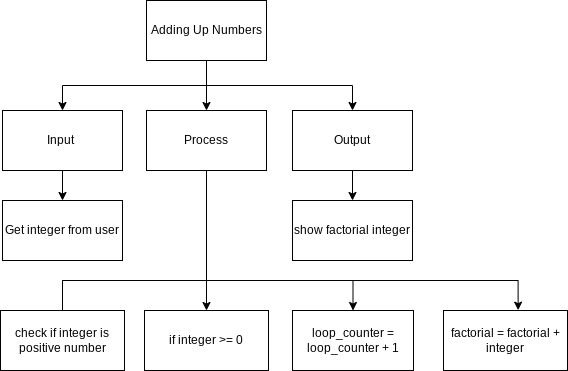 Adding Up Numbers
Input
Process
Output
Get integer from user
show factorial integer
check if integer is
positive number
if integer >= 0
loop_counter =
loop_counter + 1
factorial = factorial +
integer